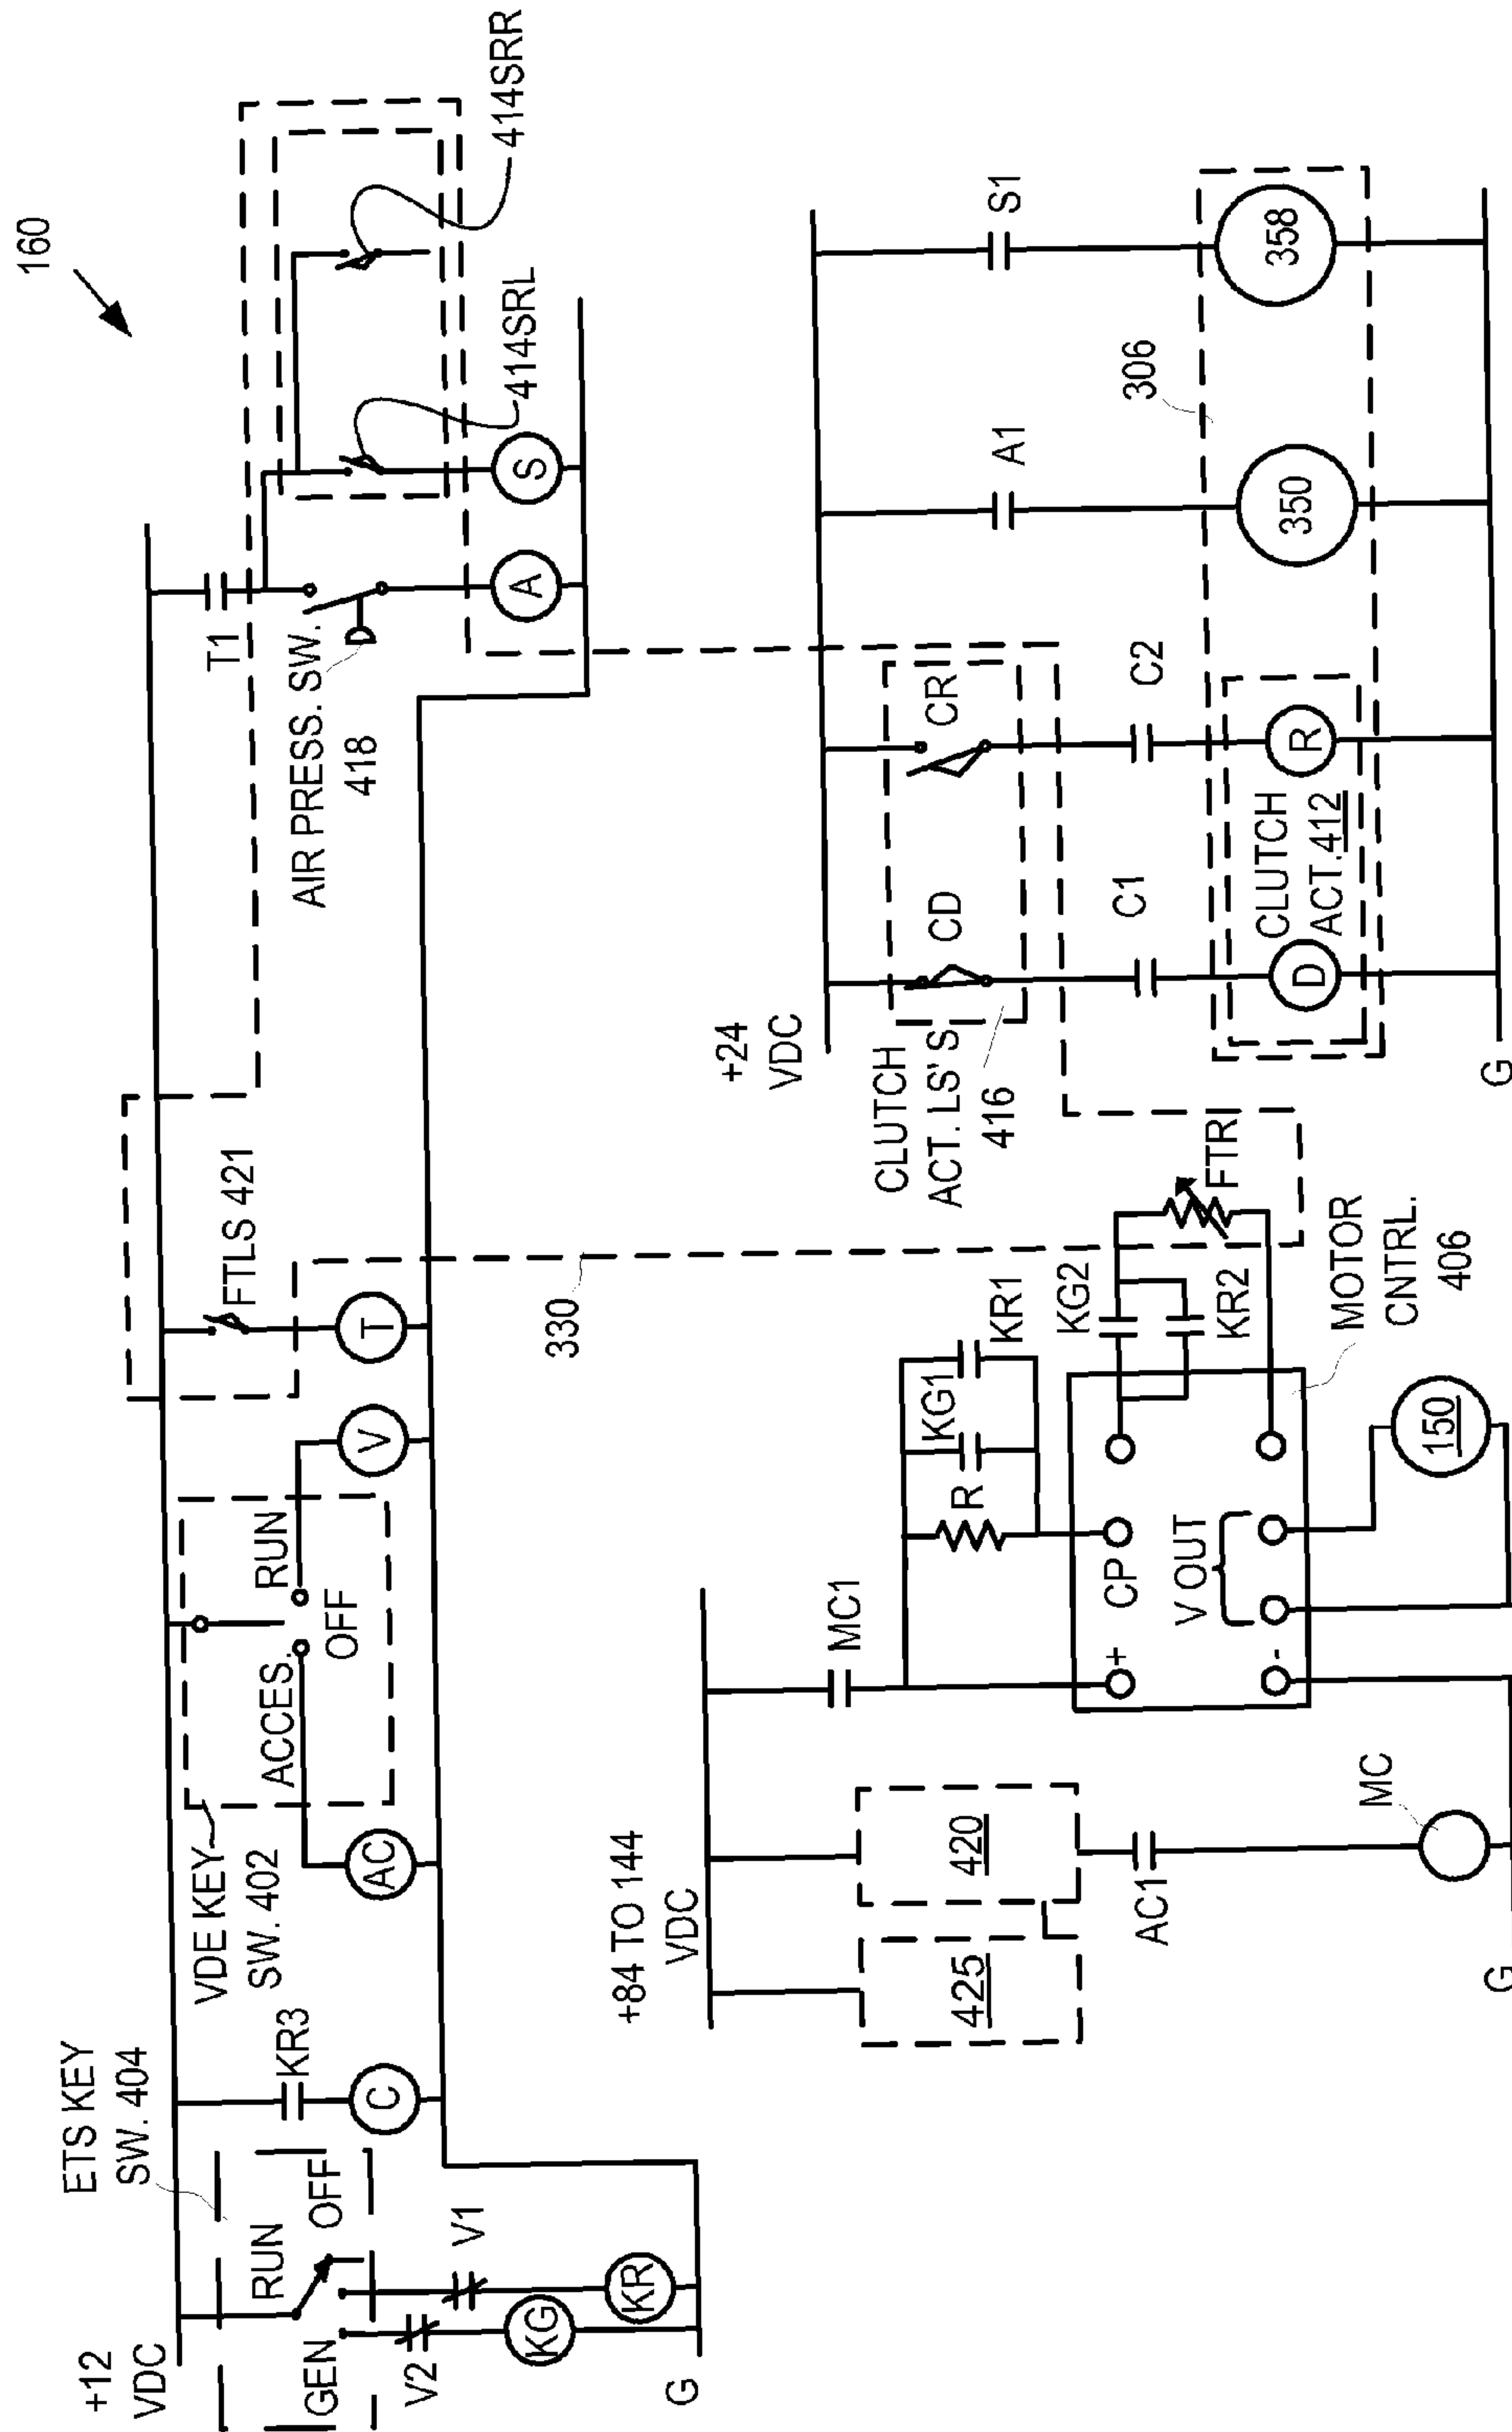 160
+12
VDC
ETS KEY
SW. 404
RUN
OFF
GEN
V2
V1
KG
KR
G
KR3
C
VDE KEY
SW. 402
AC
ACCES.
RUN
OFF
V
T
FTLS 421
330
T1
AIR PRESS. SW.
418
A
S
414SRL
414SRR
+84 TO 144
VDC
425
420
AC1
MC
G
MC1
R
KG1
KR1
+
CP
-
V OUT
KG2
KR2
FTRI
150
MOTOR
CNTRL.
406
+24
VDC
CLUTCH
ACT. LS' S
416
CD
CR
C1
C2
A1
S1
306
D
CLUTCH
ACT.412
R
350
358
G